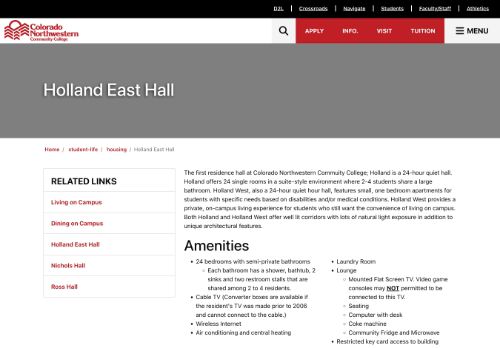 D2L | Crossroads | Navigate | Students | Faculty/Staff | Athletics
Colorado
Northwestern
Community College
APPLY INFO. VISIT TUITION MENU
Holland East Hall
Home / student-life / housing / Holland East Hall
RELATED LINKS
Living on Campus
Dining on Campus
Holland East Hall
Nichols Hall
Ross Hall
The first residence hall at Colorado Northwestern Community College; Holland is a 24-hour quiet hall.
Holland offers 24 single rooms in a suite-style environment where 2-4 students share a large
bathroom. Holland West, also a 24-hour quiet hour hall, features small, one bedroom apartments for
students with specific needs based on disabilities and/or medical conditions. Holland West provides a
private, on-campus living experience for students who still want the convenience of living on campus.
Both Holland and Holland West offer well lit corridors with lots of natural light exposure in addition to
unique architectural features.
Amenities
• 24 bedrooms with semi-private bathrooms
◦ Each bathroom has a shower, bathtub, 2
sinks and two restroom stalls that are
shared among 2 to 4 residents.
• Cable TV (Converter boxes are available if
the resident's TV was made prior to 2006
and cannot connect to the cable.)
• Wireless Internet
• Air conditioning and central heating
• Laundry Room
• Lounge
◦ Mounted Flat Screen TV. Video game
consoles may NOT permitted to be
connected to this TV.
◦ Seating
◦ Computer with desk
◦ Coke machine
◦ Community Fridge and Microwave
• Restricted key card access to building